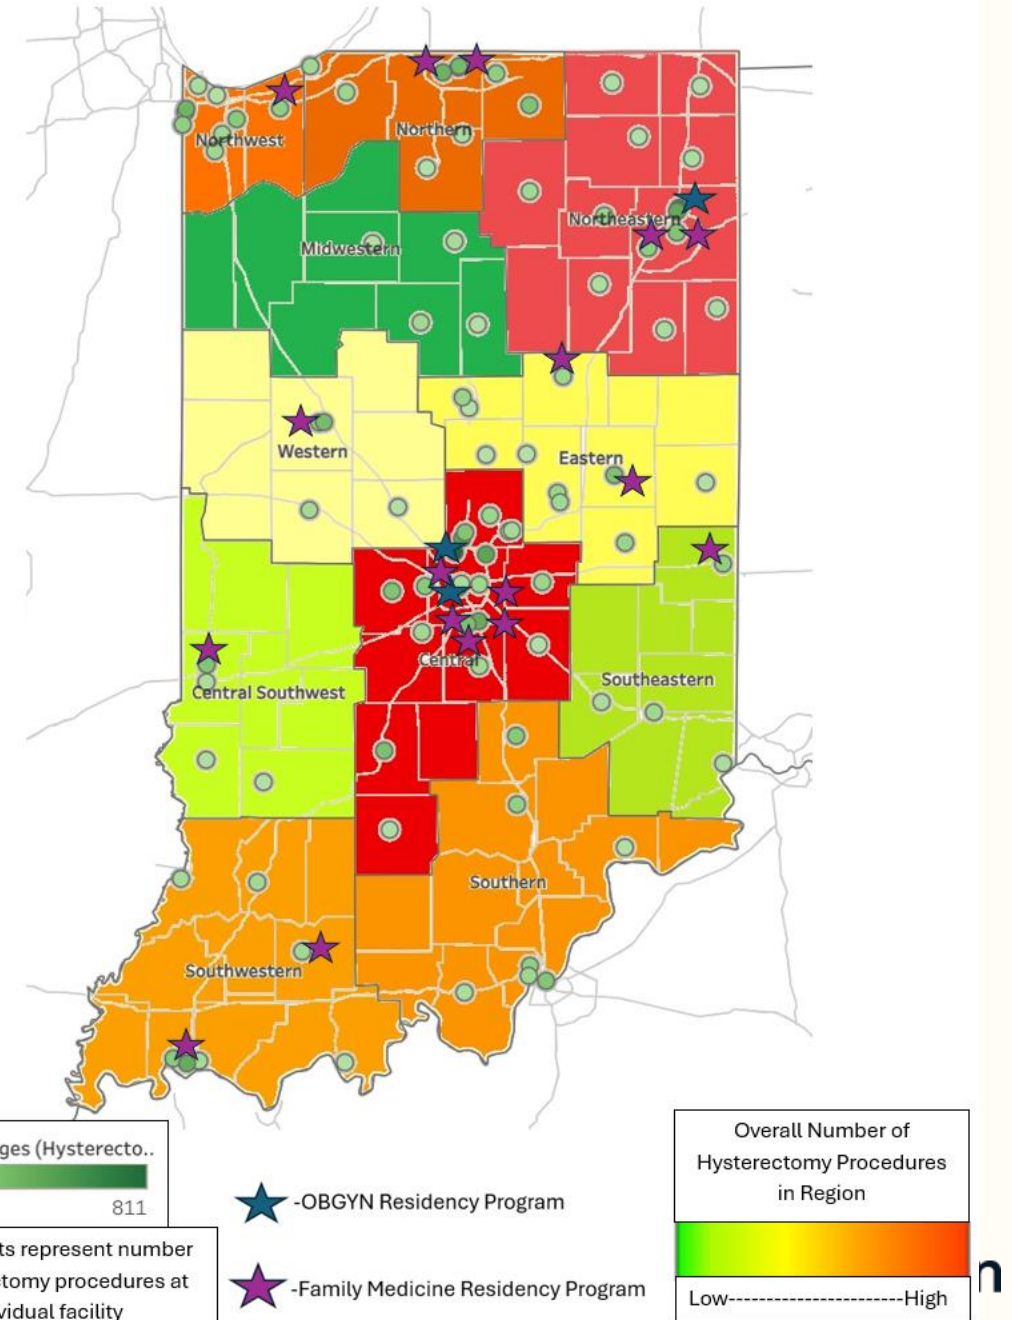 Northwest
Northern
Northeastern
Midwestern
Western
Eastern
Central
Central Southwest
Southeastern
Southern
Southwestern
ges (Hysterecto..
811
ts represent number
ctomy procedures at
vidual facility
-OBGYN Residency Program
-Family Medicine Residency Program
Overall Number of
Hysterectomy Procedures
in Region
Low-----------------------High
n